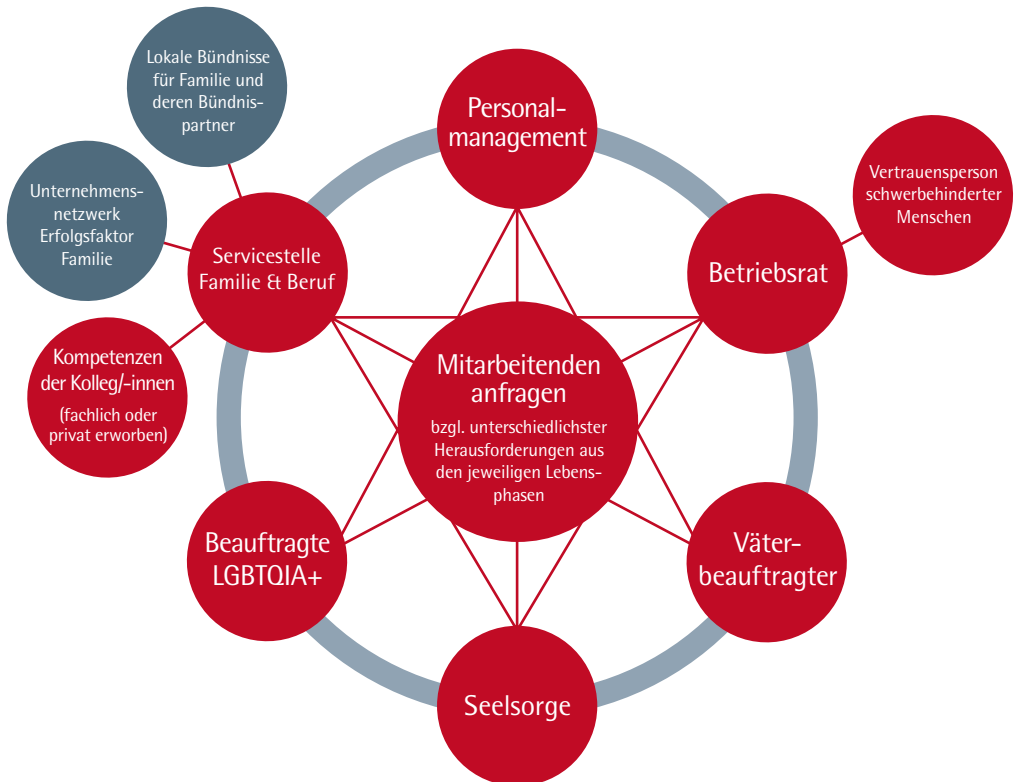 Lokale Bündnisse
für Familie und
deren Bündnis-
partner
Unternehmens-
netzwerk
Erfolgsfaktor
Familie
Servicestelle
Familie & Beruf
Kompetenzen
der Kolleg/-innen
(fachlich oder
privat erworben)
Personal-
management
Vertrauensperson
schwerbehinderter
Menschen
Betriebsrat
Mitarbeitenden
anfragen
bzgl. unterschiedlichster
Herausforderungen aus
den jeweiligen Lebens-
phasen
Beauftragte
LGBTQIA+
Väter-
beauftragter
Seelsorge